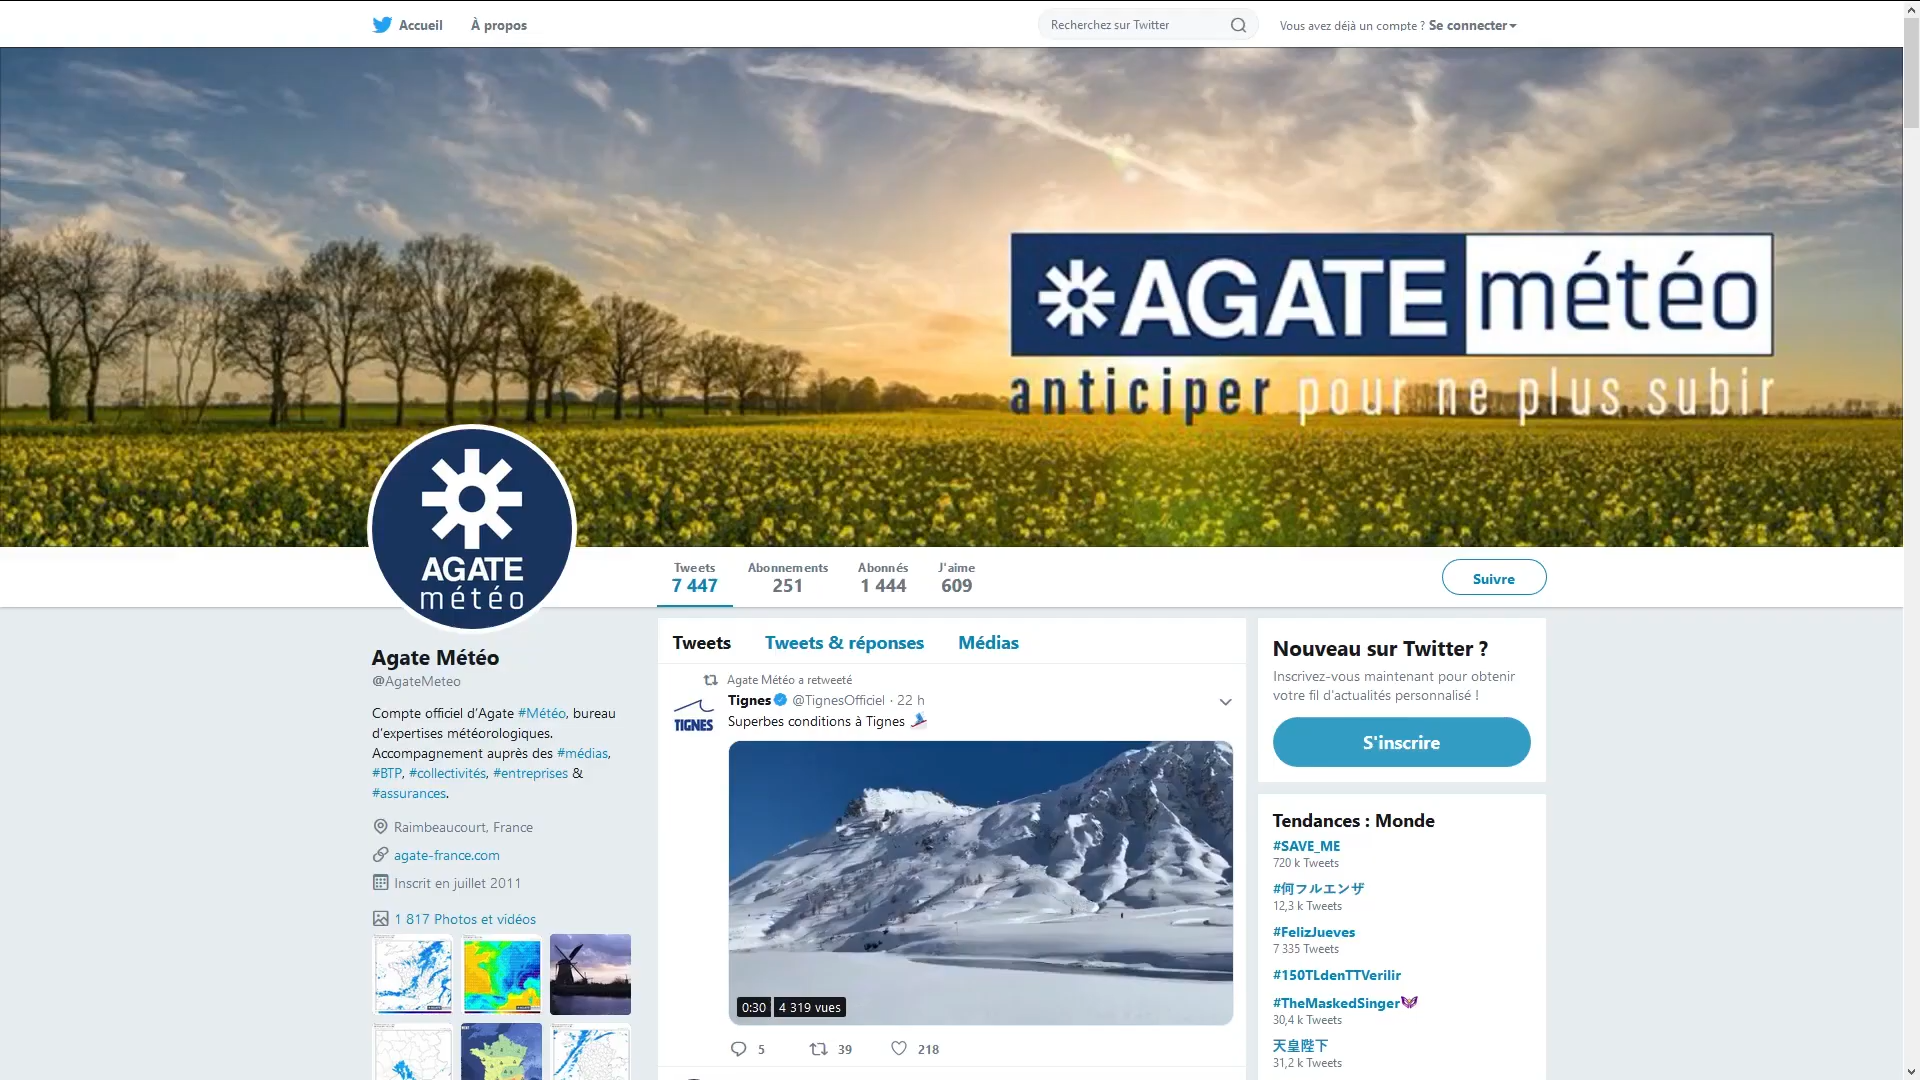 Accueil
À propos
Recherchez sur Twitter
Vous avez déjà un compte ? Se connecter
AGATE météo
anticiper pour ne plus subir
AGATE
météo
Tweets
7 447
Abonnements
251
Abonnés
1 444
J'aime
609
Suivre
Agate Météo
@AgateMeteo
Compte officiel d'Agate #Météo, bureau
d'expertises météorologiques.
Accompagnement auprès des #médias,
#BTP, #collectivités, #entreprises &
#assurances.
Raimbeaucourt, France
agate-france.com
Inscrit en juillet 2011
1 817 Photos et vidéos
Tweets
Tweets & réponses
Médias
Agate Météo a retweeté
Tignes @TignesOfficiel · 22 h
TIGNES
Superbes conditions à Tignes
0:30
4 319 vues
5
39
218
Nouveau sur Twitter ?
Inscrivez-vous maintenant pour obtenir
votre fil d'actualités personnalisé !
S'inscrire
Tendances : Monde
#SAVE_ME
720 k Tweets
#何フルエンザ
12,3 k Tweets
#FelizJueves
7 335 Tweets
#150TLdenTTVerilir
#TheMaskedSinger
30,4 k Tweets
天皇陛下
31,2 k Tweets